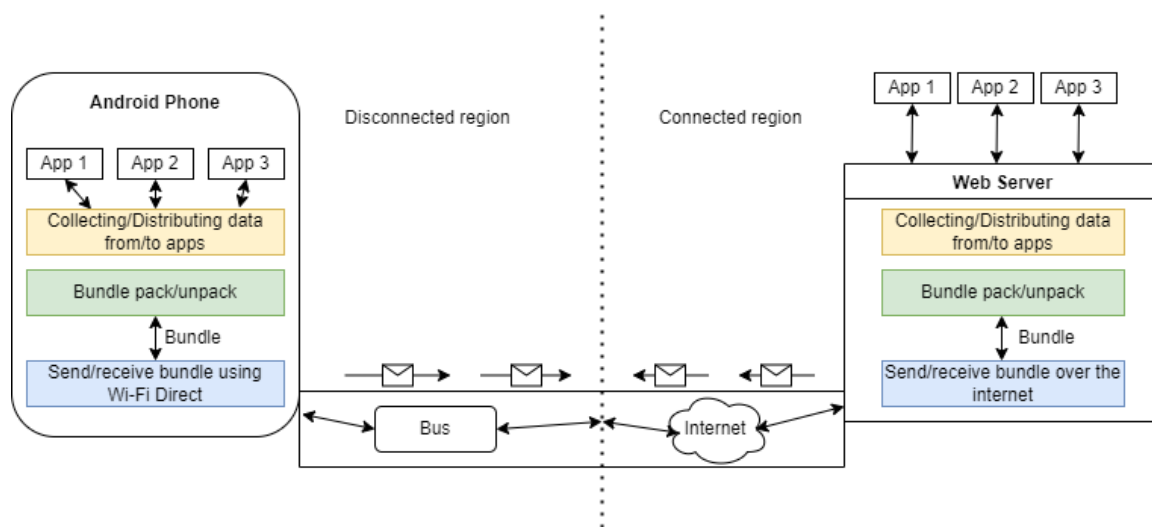 Android Phone
App 1
App 2
App 3
Collecting/Distributing data
from/to apps
Bundle pack/unpack
Bundle
Send/receive bundle using
Wi-Fi Direct
Disconnected region
Connected region
Bus
Internet
App 1
App 2
App 3
Web Server
Collecting/Distributing data
from/to apps
Bundle pack/unpack
Bundle
Send/receive bundle over the
internet